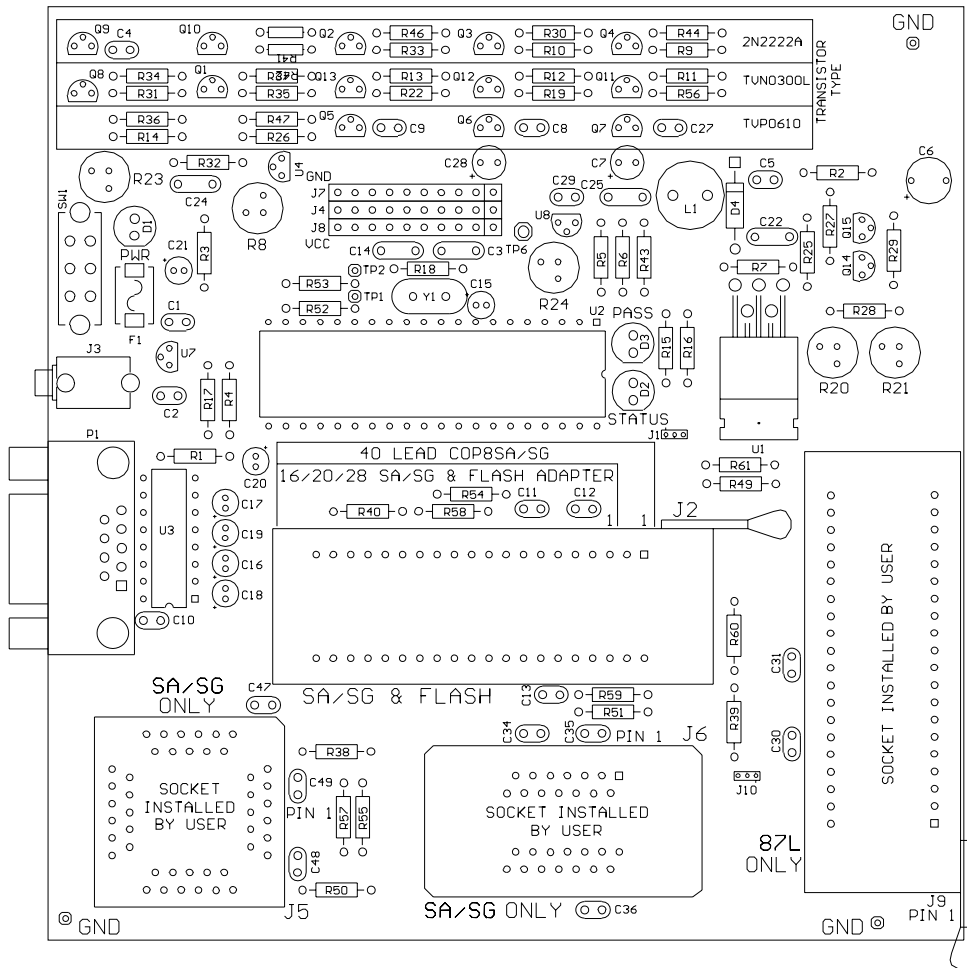 GND
Q9 C4 Q10 R41 Q2 R46 Q3 R30 Q4 R44 2N2222A
R33 R10 R9
Q8 R34 Q1 R42 Q13 R13 Q12 R12 Q11 R11 TVN0300L
R31 R35 R22 R19 R56
R36 R47 Q5 C9 Q6 C8 Q7 C27 TVP0610
R14 R26
TRANSISTOR
TYPE
R23 R32 U4 GND C28 C7 C5 R2 C6
SW1 D1 C24 R8 J7 C29 C25 L1 D4
J4 U8
J8
VCC TP6
PWR C21 R3 C14 C3 R24 R5 R6 R43 C22 R25 R27 Q15 R29
TP2 R18 R7 Q14
R53
TP1 Y1 C15
R52 U2 PASS R28
F1 C1
J3 U7 D3 R15 R16 R20 R21
C2 R17 R4 D2
STATUS
J1
P1 U1
R1 C20 40 LEAD COP8SA/SG
16/20/28 SA/SG & FLASH ADAPTER R61
R54 R49
C17 R40 R58 C11 C12
1 1 J2
U3 C19
C16
C18
C10
SOCKET INSTALLED BY USER
R60
C31
SA/SG
ONLY
C47 SA/SG & FLASH C13 R59
R51
R39
C34 C35 PIN 1 J6
C30
R38
J10
SOCKET
INSTALLED
BY USER
C49
PIN 1
R57 R55
SOCKET INSTALLED
BY USER
87L
ONLY
C48
R50
J5
SA/SG ONLY C36
J9
PIN 1
GND
GND